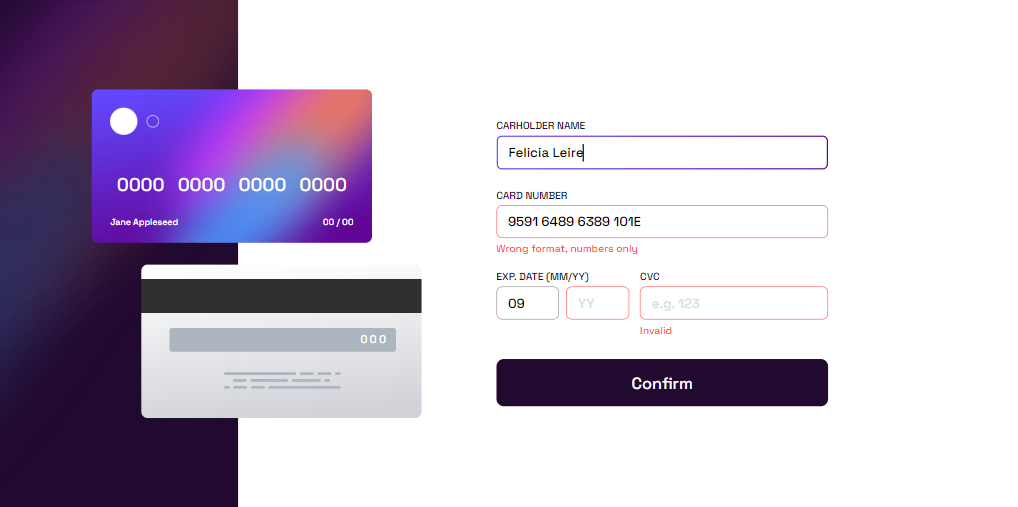 0000 0000 0000 0000
Jane Appleseed 00 / 00
000
CARHOLDER NAME
Felicia Leire
CARD NUMBER
9591 6489 6389 101E
Wrong format, numbers only
EXP. DATE (MM/YY) CVC
09 YY e.g. 123
Invalid
Confirm